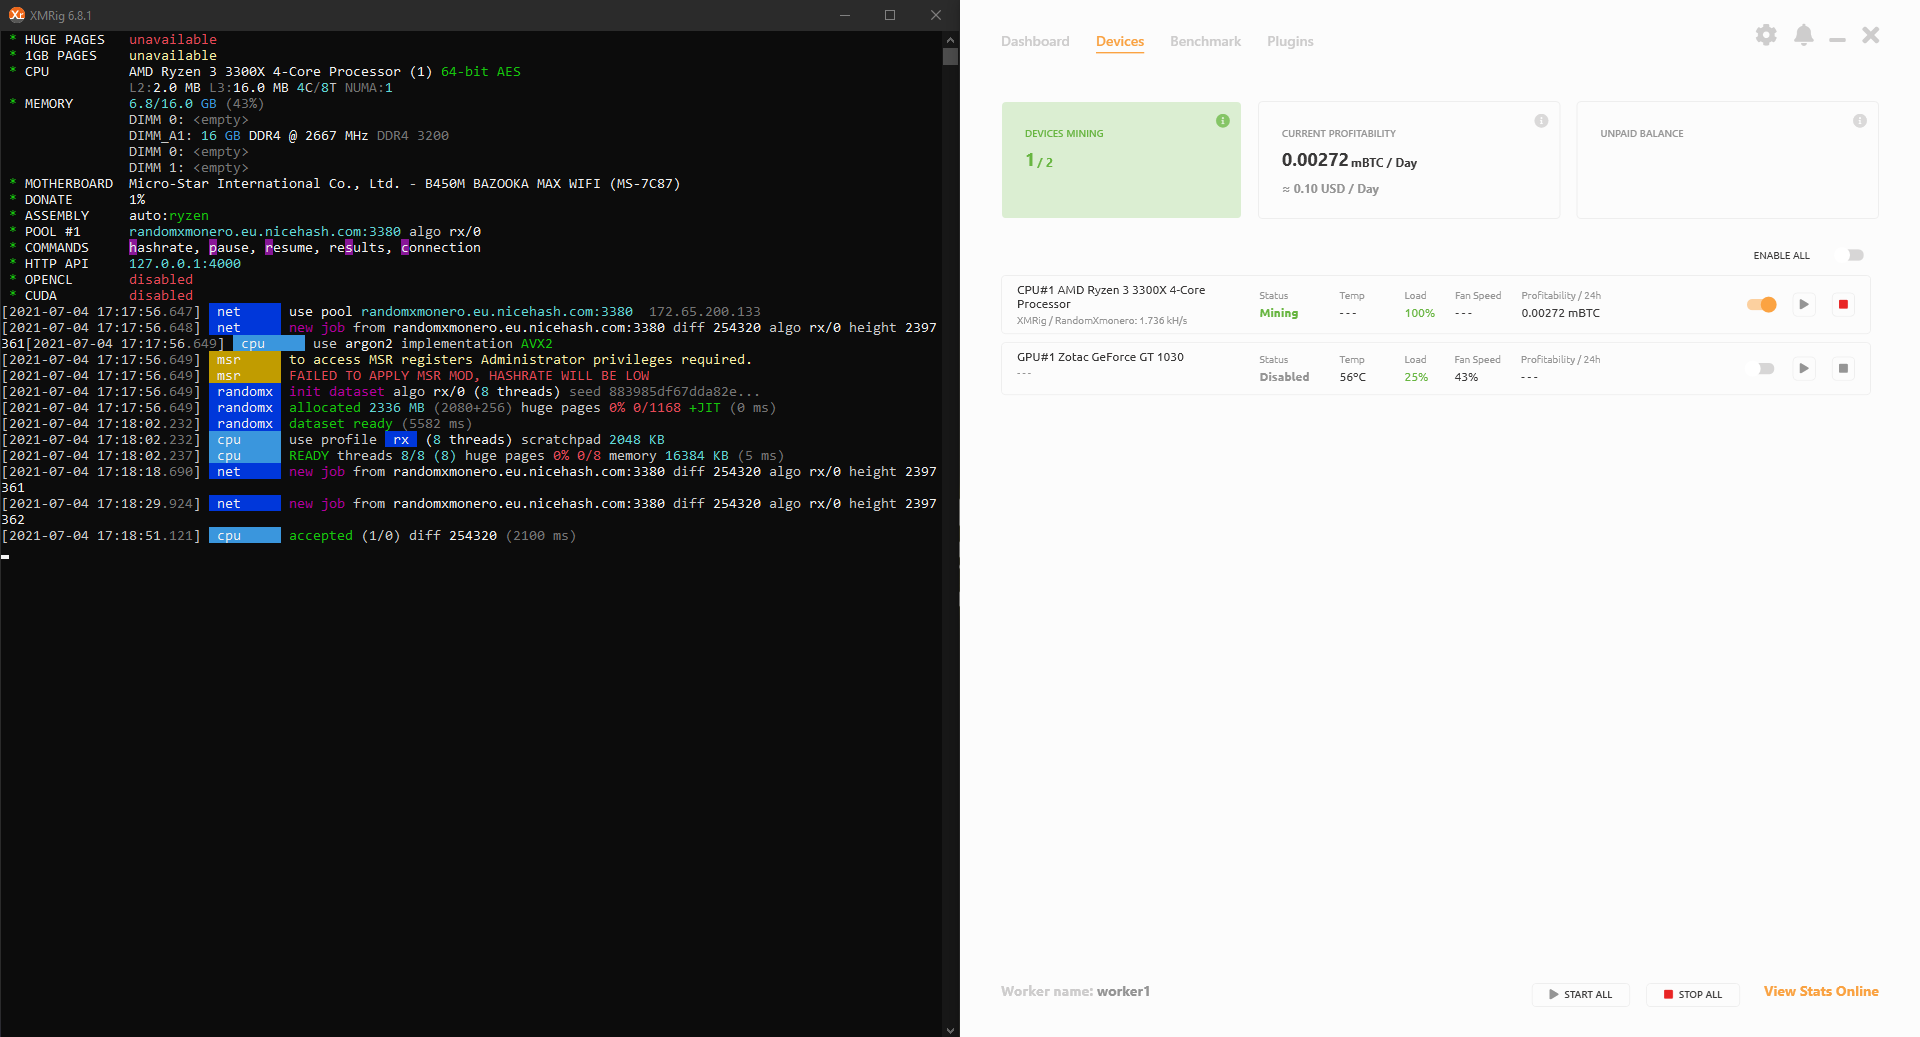 XMRig 6.8.1
* HUGE PAGES unavailable
* 1GB PAGES unavailable
* CPU AMD Ryzen 3 3300X 4-Core Processor (1) 64-bit AES
L2:2.0 MB L3:16.0 MB 4C/8T NUMA:1
* MEMORY 6.8/16.0 GB (43%)
DIMM 0: <empty>
DIMM_A1: 16 GB DDR4 @ 2667 MHz DDR4 3200
DIMM 0: <empty>
DIMM 1: <empty>
* MOTHERBOARD Micro-Star International Co., Ltd. - B450M BAZOOKA MAX WIFI (MS-7C87)
* DONATE 1%
* ASSEMBLY auto:ryzen
* POOL #1 randomxmonero.eu.nicehash.com:3380 algo rx/0
* COMMANDS hashrate, pause, resume, results, connection
* HTTP API 127.0.0.1:4000
* OPENCL disabled
* CUDA disabled
[2021-07-04 17:17:56.647] net use pool randomxmonero.eu.nicehash.com:3380 172.65.200.133
[2021-07-04 17:17:56.648] net new job from randomxmonero.eu.nicehash.com:3380 diff 254320 algo rx/0 height 2397
361[2021-07-04 17:17:56.649] cpu use argon2 implementation AVX2
[2021-07-04 17:17:56.649] msr to access MSR registers Administrator privileges required.
[2021-07-04 17:17:56.649] msr FAILED TO APPLY MSR MOD, HASHRATE WILL BE LOW
[2021-07-04 17:17:56.649] randomx init dataset algo rx/0 (8 threads) seed 883985df67dda82e...
[2021-07-04 17:17:56.649] randomx allocated 2336 MB (2080+256) huge pages 0% 0/1168 +JIT (0 ms)
[2021-07-04 17:18:02.232] randomx dataset ready (5582 ms)
[2021-07-04 17:18:02.232] cpu use profile rx (8 threads) scratchpad 2048 KB
[2021-07-04 17:18:02.237] cpu READY threads 8/8 (8) huge pages 0% 0/8 memory 16384 KB (5 ms)
[2021-07-04 17:18:18.690] net new job from randomxmonero.eu.nicehash.com:3380 diff 254320 algo rx/0 height 2397
361
[2021-07-04 17:18:29.924] net new job from randomxmonero.eu.nicehash.com:3380 diff 254320 algo rx/0 height 2397
362
[2021-07-04 17:18:51.121] cpu accepted (1/0) diff 254320 (2100 ms)
Dashboard Devices Benchmark Plugins
DEVICES MINING
1 / 2
CURRENT PROFITABILITY
0.00272 mBTC / Day
≈ 0.10 USD / Day
UNPAID BALANCE
ENABLE ALL
CPU#1 AMD Ryzen 3 3300X 4-Core
Processor
XMRig / RandomXmonero: 1.736 kH/s
Status Temp Load Fan Speed Profitability / 24h
Mining --- 100% --- 0.00272 mBTC
GPU#1 Zotac GeForce GT 1030
---
Status Temp Load Fan Speed Profitability / 24h
Disabled 56°C 25% 43% ---
Worker name: worker1
START ALL
STOP ALL
View Stats Online